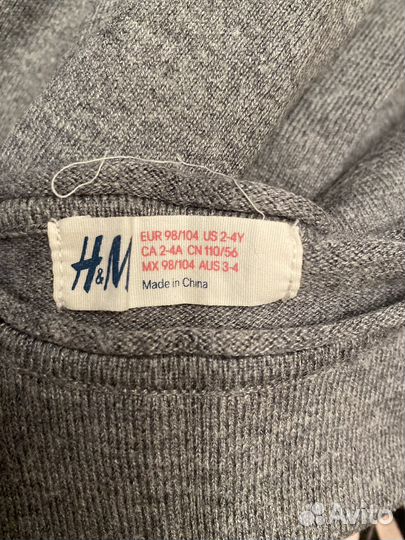 H&M
EUR 98/104 US 2-4Y
CA 2-4A CN 110/56
MX 98/104 AUS 3-4
Made in China
Avito